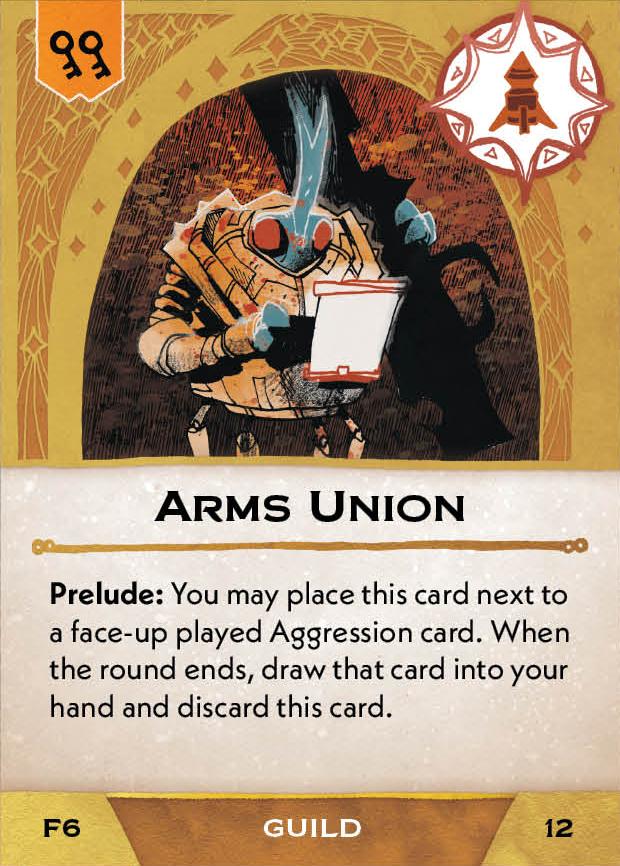 ARMS UNION
Prelude: You may place this card next to
a face-up played Aggression card. When
the round ends, draw that card into your
hand and discard this card.
F6 GUILD 12